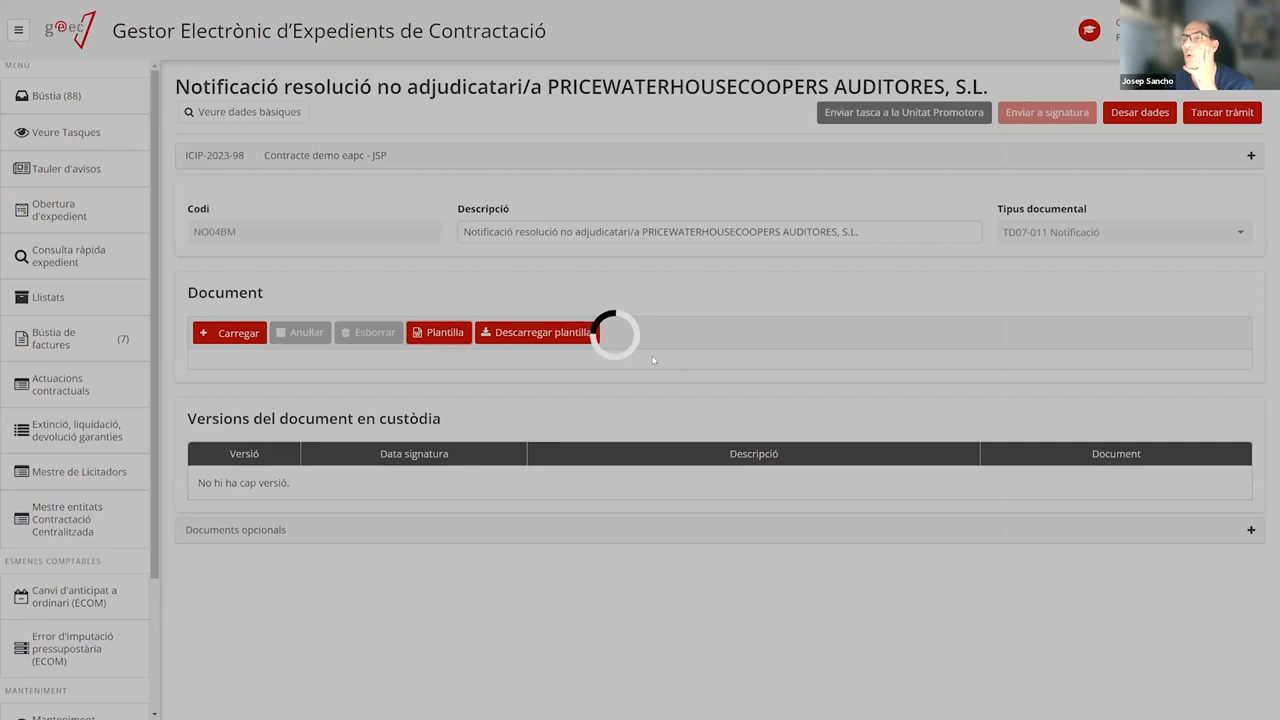 geec
Gestor Electrònic d'Expedients de Contractació
Josep Sancho
MENÚ
Bústia (88)
Veure Tasques
Tauler d'avisos
Obertura
d'expedient
Consulta ràpida
expedient
Llistats
Bústia de
factures
(7)
Actuacions
contractuals
Extinció, liquidació,
devolució garanties
Mestre de Licitadors
Mestre entitats
Contractació
Centralitzada
ESMENES COMPTABLES
Canvi d'anticipat a
ordinari (ECOM)
Error d'imputació
pressupostària
(ECOM)
MANTENIMENT
Manteniment
Notificació resolució no adjudicatari/a PRICEWATERHOUSECOOPERS AUDITORES, S.L.
Veure dades bàsiques
Enviar tasca a la Unitat Promotora
Enviar a signatura
Desar dades
Tancar tràmit
ICIP-2023-98 Contracte demo eapc - JSP
Codi
Descripció
Tipus documental
NO04BM
Notificació resolució no adjudicatari/a PRICEWATERHOUSECOOPERS AUDITORES, S.L.
TD07-011 Notificació
Document
Carregar
Anul·lar
Esborrar
Plantilla
Descarregar plantilla
Versions del document en custòdia
Versió
Data signatura
Descripció
Document
No hi ha cap versió.
Documents opcionals